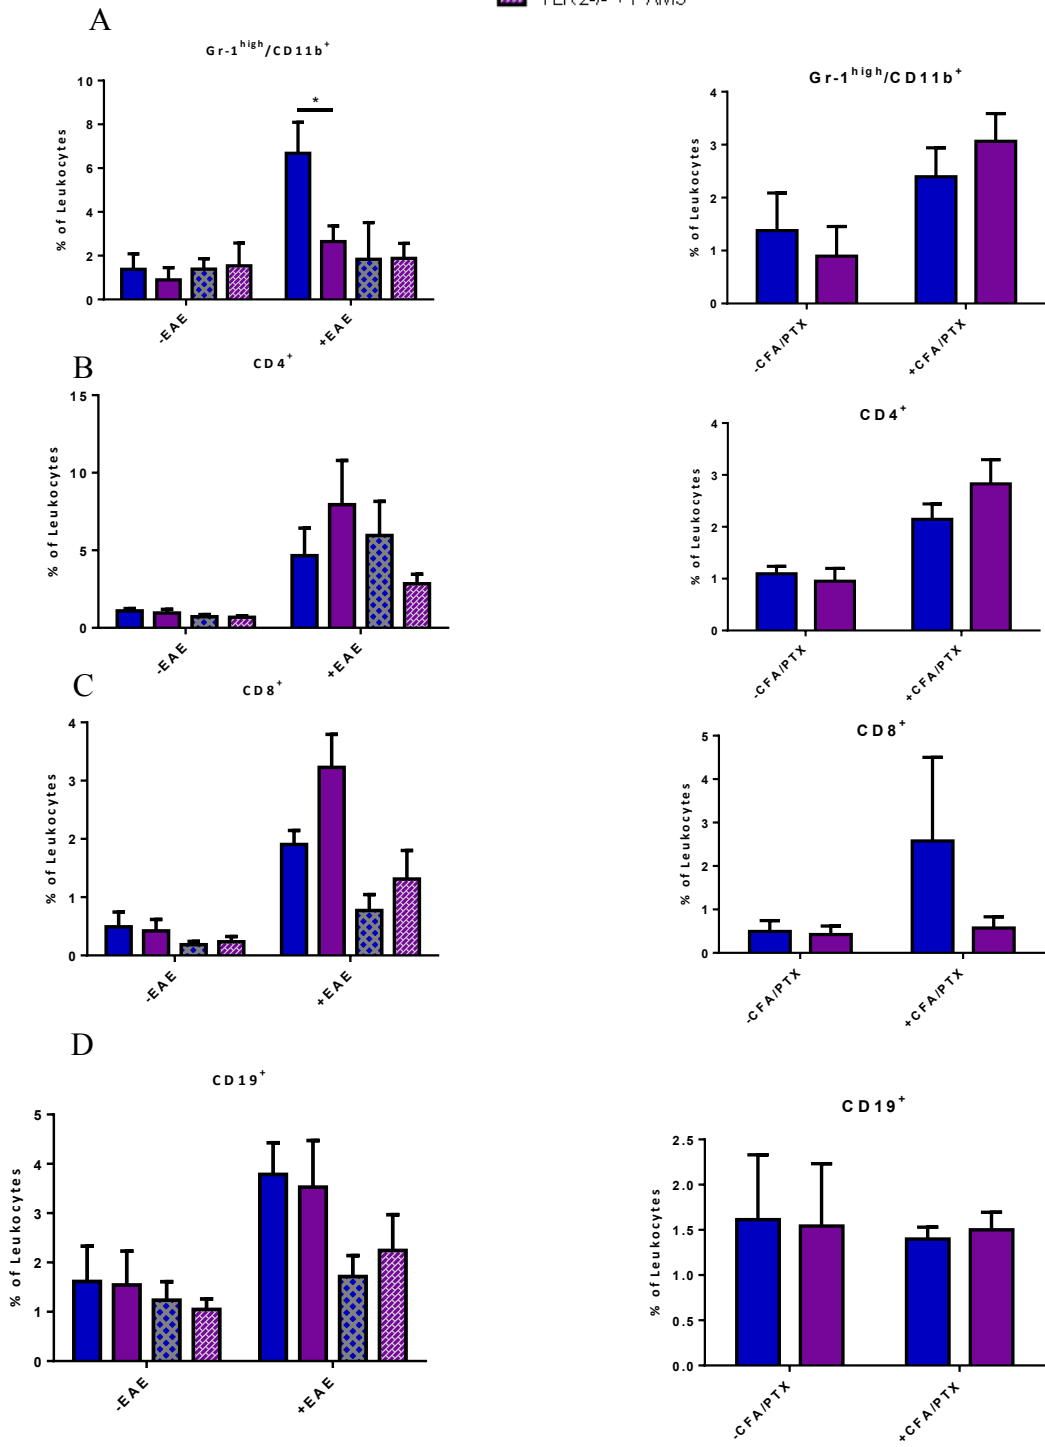 A
Gr-1^high/CD11b^+
% of Leukocytes
10
8
6
4
2
0
*
-EAE
+EAE
Gr-1^high/CD11b^+
% of Leukocytes
4
3
2
1
0
-CFA/PTX
+CFA/PTX
B
CD4^+
% of Leukocytes
15
10
5
0
-EAE
+EAE
CD4^+
% of Leukocytes
4
3
2
1
0
-CFA/PTX
+CFA/PTX
C
CD8^+
% of Leukocytes
4
3
2
1
0
-EAE
+EAE
CD8^+
% of Leukocytes
5
4
3
2
1
0
-CFA/PTX
+CFA/PTX
D
CD19^+
% of Leukocytes
5
4
3
2
1
0
-EAE
+EAE
CD19^+
% of Leukocytes
2.5
2.0
1.5
1.0
0.5
0.0
-CFA/PTX
+CFA/PTX